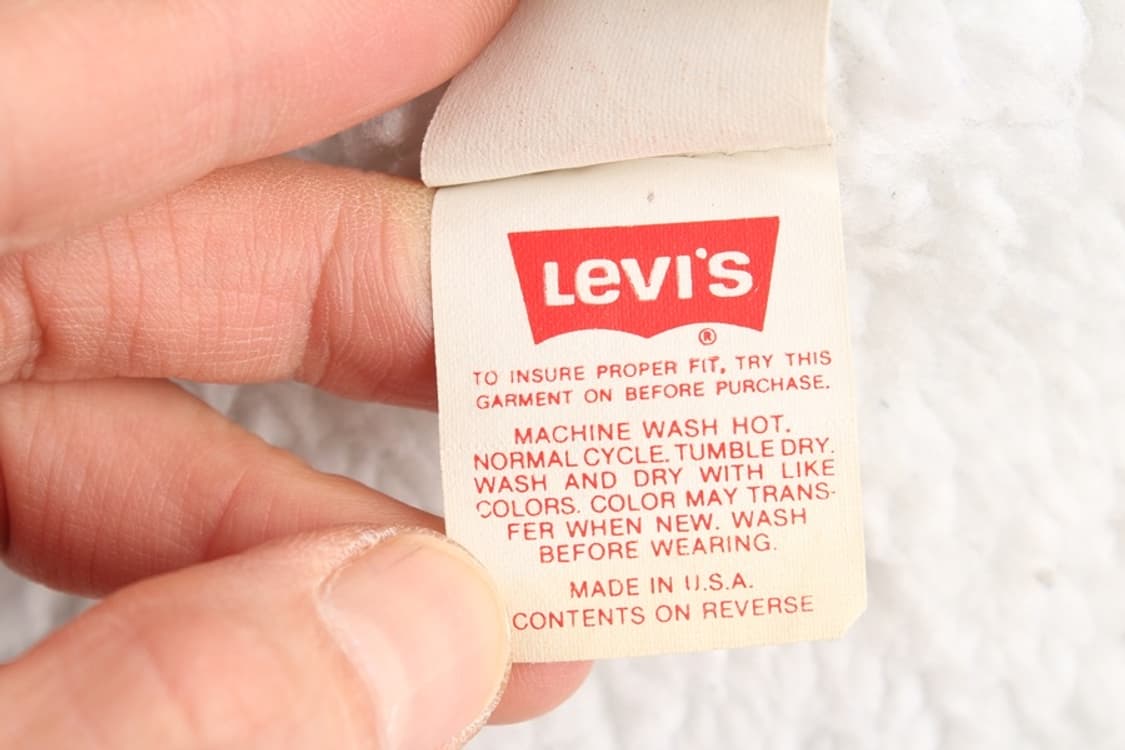 Levi's
®
TO INSURE PROPER FIT, TRY THIS
GARMENT ON BEFORE PURCHASE.
MACHINE WASH HOT.
NORMAL CYCLE. TUMBLE DRY.
WASH AND DRY WITH LIKE
COLORS. COLOR MAY TRANS-
FER WHEN NEW. WASH
BEFORE WEARING.
MADE IN U.S.A.
CONTENTS ON REVERSE